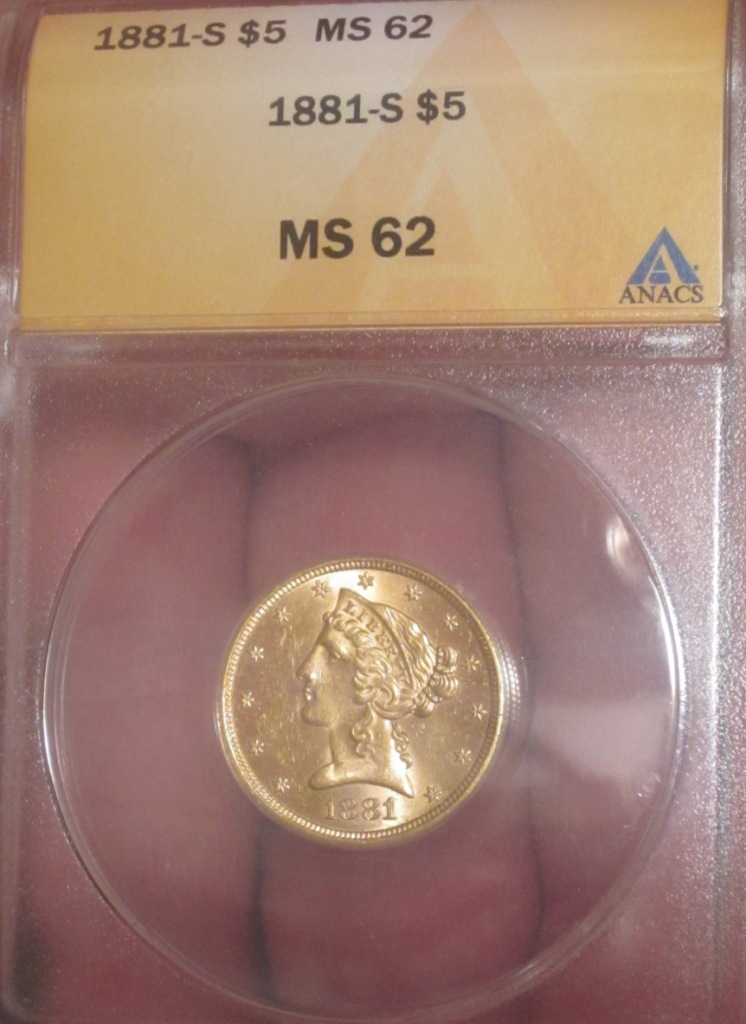 1881-S $5 MS 62
1881-S $5
MS 62
ANACS
LIBERTY
1881